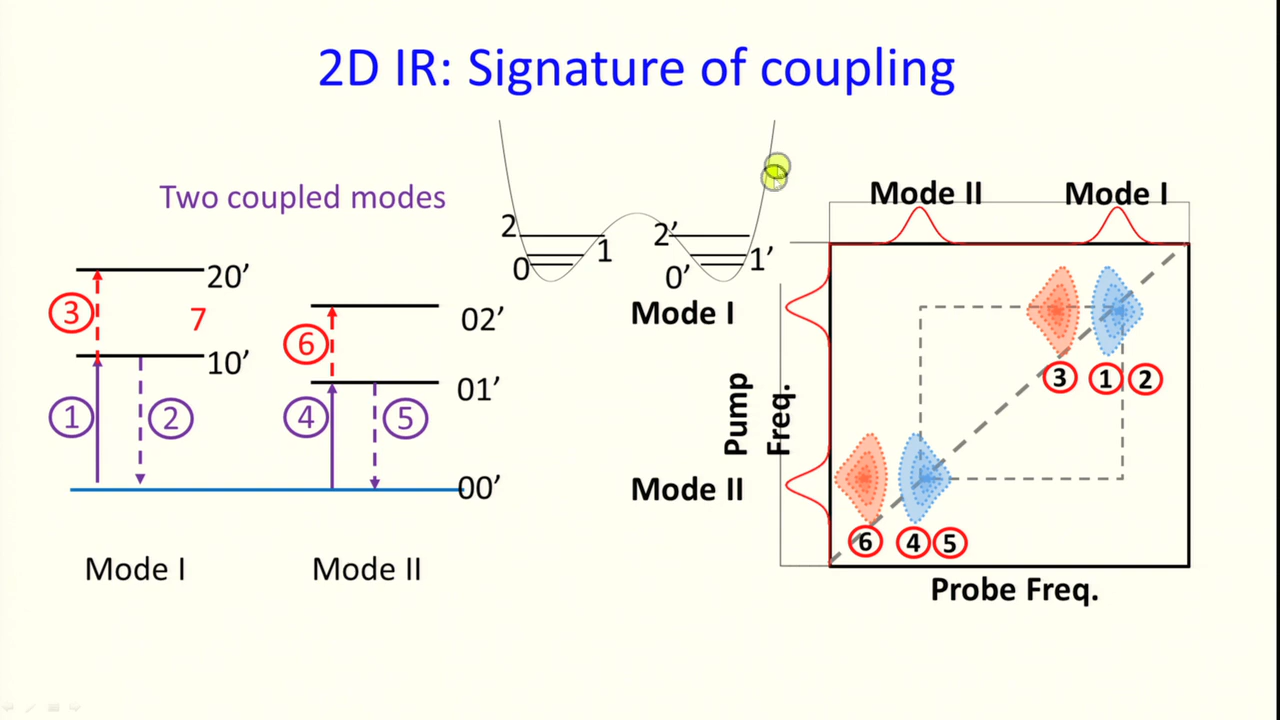 2D IR: Signature of coupling
Two coupled modes
20’
③
7
10’
①
②
02’
⑥
01’
④
⑤
00’
Mode I
Mode II
2
1
0
2’
1’
0’
Mode II
Mode I
Mode I
Pump
Freq.
Mode II
③ ① ②
⑥ ④ ⑤
Probe Freq.